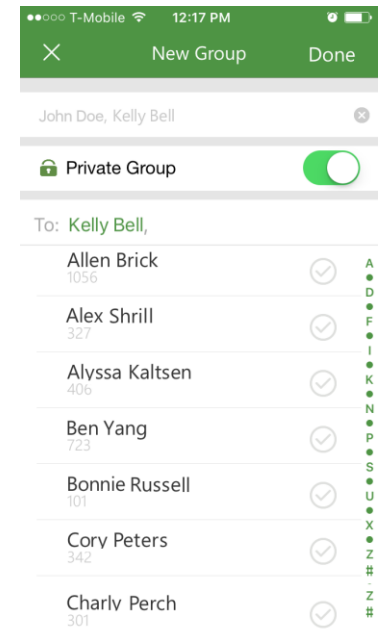 T-Mobile 12:17 PM
New Group Done
John Doe, Kelly Bell
Private Group
To: Kelly Bell,
Allen Brick
1056
Alex Shrill
327
Alyssa Kaltsen
406
Ben Yang
723
Bonnie Russell
101
Cory Peters
342
Charly Perch
301
A
D
F
I
K
N
P
S
U
X
Z
#
Z
#